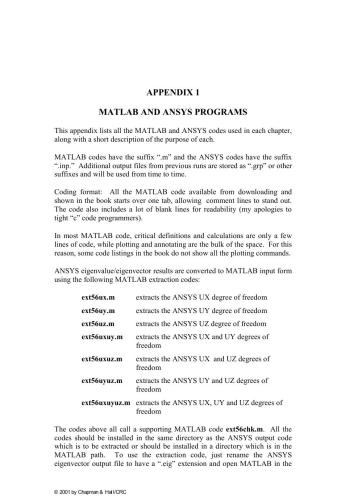 APPENDIX 1
MATLAB AND ANSYS PROGRAMS
This appendix lists all the MATLAB and ANSYS codes used in each chapter,
along with a short description of the purpose of each.
MATLAB codes have the suffix “.m” and the ANSYS codes have the suffix
“.inp.” Additional output files from previous runs are stored as “.grp” or other
suffixes and will be used from time to time.
Coding format: All the MATLAB code available from downloading and
shown in the book starts over one tab, allowing comment lines to stand out.
The code also includes a lot of blank lines for readability (my apologies to
tight “c” code programmers).
In most MATLAB code, critical definitions and calculations are only a few
lines of code, while plotting and annotating are the bulk of the space. For this
reason, some code listings in the book do not show all the plotting commands.
ANSYS eigenvalue/eigenvector results are converted to MATLAB input form
using the following MATLAB extraction codes:
ext56ux.m extracts the ANSYS UX degree of freedom
ext56uy.m extracts the ANSYS UY degree of freedom
ext56uz.m extracts the ANSYS UZ degree of freedom
ext56uxuy.m extracts the ANSYS UX and UY degrees of
freedom
ext56uxuz.m extracts the ANSYS UX and UZ degrees of
freedom
ext56uyuz.m extracts the ANSYS UY and UZ degrees of
freedom
ext56uxuyuz.m extracts the ANSYS UX, UY and UZ degrees of
freedom
The codes above all call a supporting MATLAB code ext56chk.m. All the
codes should be installed in the same directory as the ANSYS output code
which is to be extracted or should be installed in a directory which is in the
MATLAB path. To use the extraction code, just rename the ANSYS
eigenvector output file to have a “.eig” extension and open MATLAB in the
© 2001 by Chapman & Hall/CRC